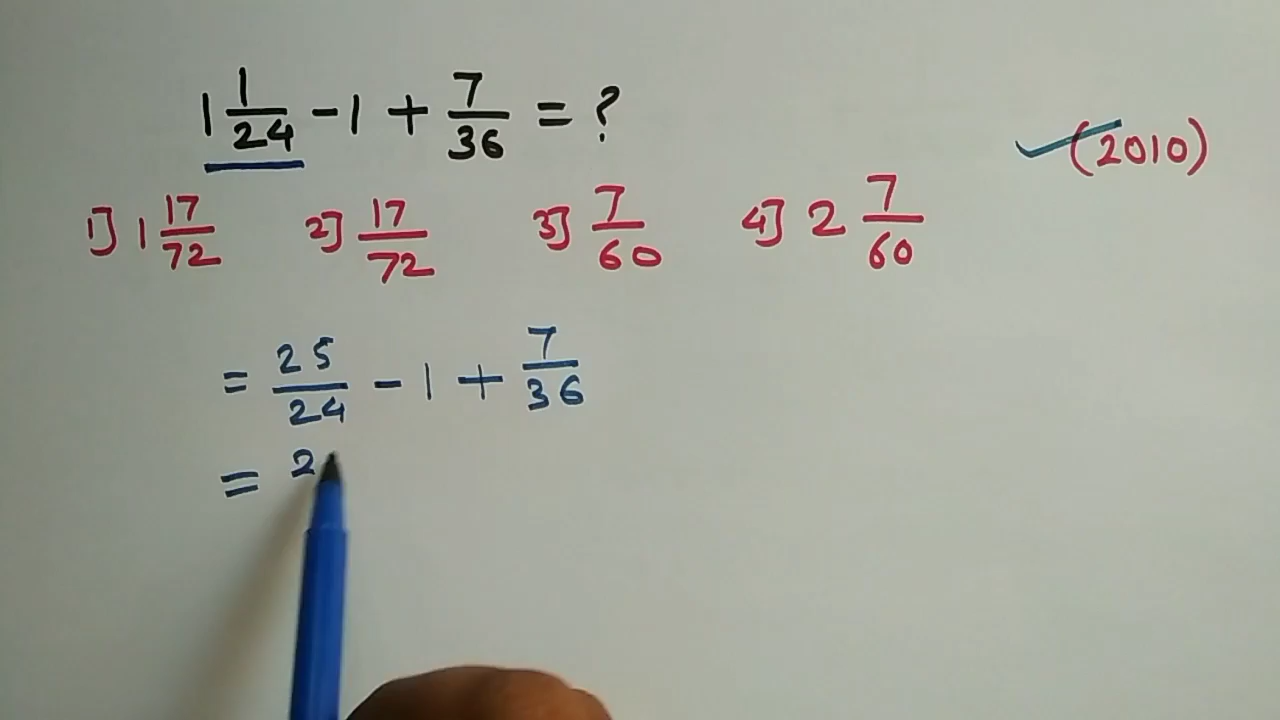 1 1/24 - 1 + 7/36 = ?
(2010)
1] 1 17/72 2] 17/72 3] 7/60 4] 2 7/60
= 25/24 - 1 + 7/36
= 2